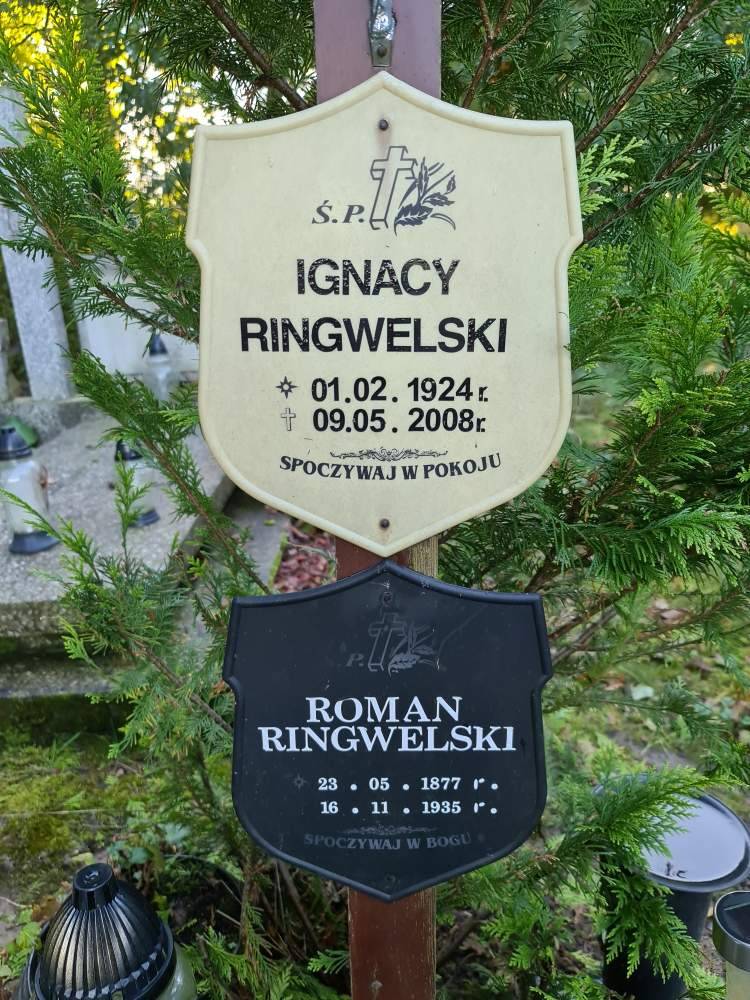 Ś.P.
IGNACY
RINGWELSKI
01.02.1924 r.
09.05.2008 r.
SPOCZYWAJ W POKOJU
P.
ROMAN
RINGWELSKI
23 . 05 . 1877 r.
16 . 11 . 1935 r.
SPOCZYWAJ W BOGU